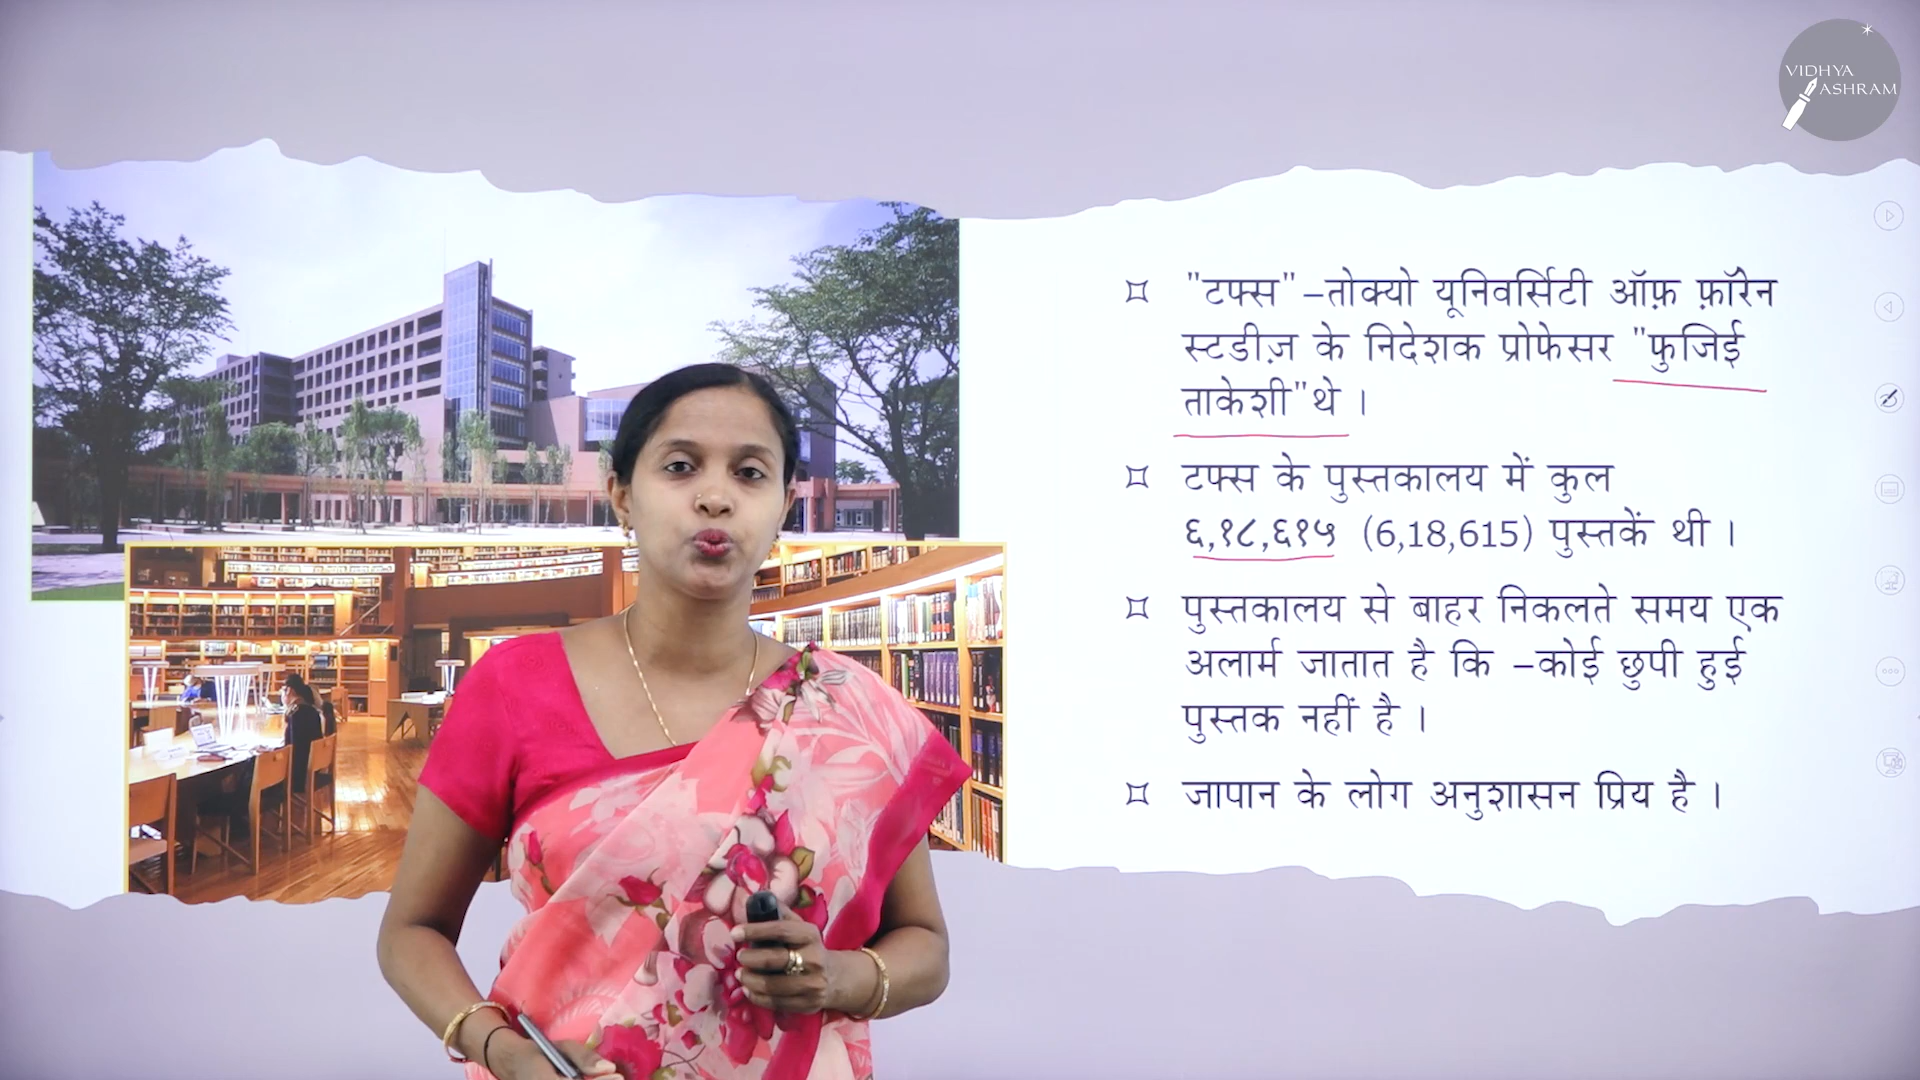 VIDHYA
ASHRAM
"टफ्स"–तोक्यो यूनिवर्सिटी ऑफ़ फ़ॉरेन
स्टडीज़ के निदेशक प्रोफेसर "फुजिई
ताकेशी"थे ।
टफ्स के पुस्तकालय में कुल
६,१८,६१५ (6,18,615) पुस्तकें थी ।
पुस्तकालय से बाहर निकलते समय एक
अलार्म जातात है कि –कोई छुपी हुई
पुस्तक नहीं है ।
जापान के लोग अनुशासन प्रिय है ।